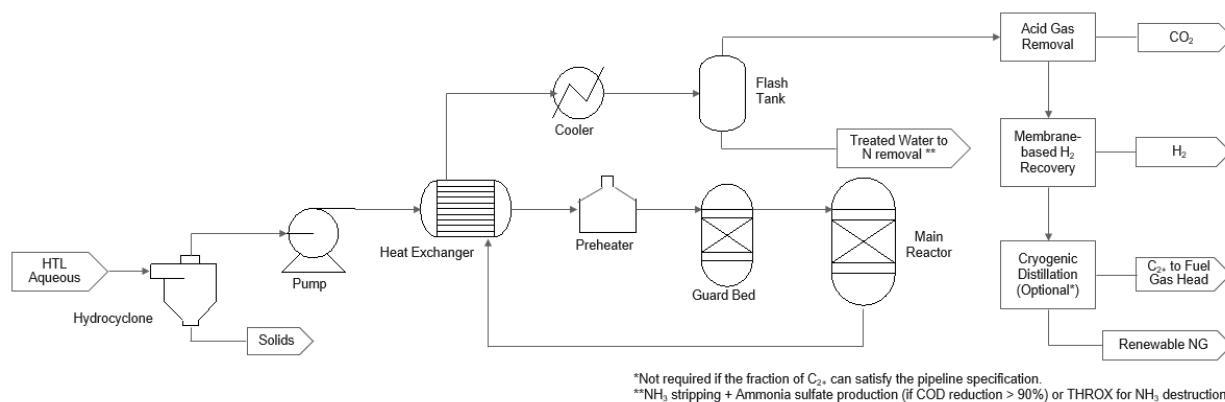 Acid Gas
Removal
CO₂
Flash
Tank
Cooler
Treated Water to
N removal **
Membrane-
based H₂
Recovery
H₂
Heat Exchanger
Preheater
Guard Bed
Main
Reactor
HTL
Aqueous
Pump
Hydrocyclone
Solids
Cryogenic
Distillation
(Optional*)
C₂₊ to Fuel
Gas Head
Renewable NG
*Not required if the fraction of C₂₊ can satisfy the pipeline specification.
**NH₃ stripping + Ammonia sulfate production (if COD reduction > 90%) or THROX for NH₃ destruction